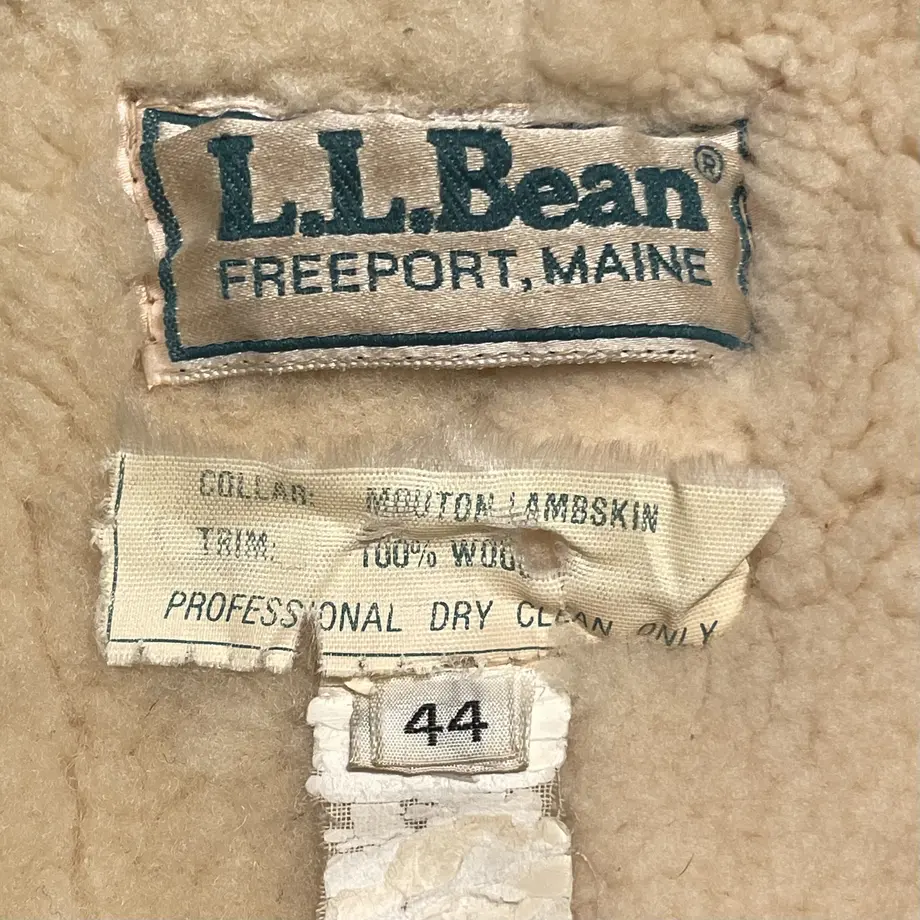 L.L.Bean®
FREEPORT, MAINE
COLLAR: MOUTON LAMBSKIN
TRIM: 100% WOOL
PROFESSIONAL DRY CLEAN ONLY
44